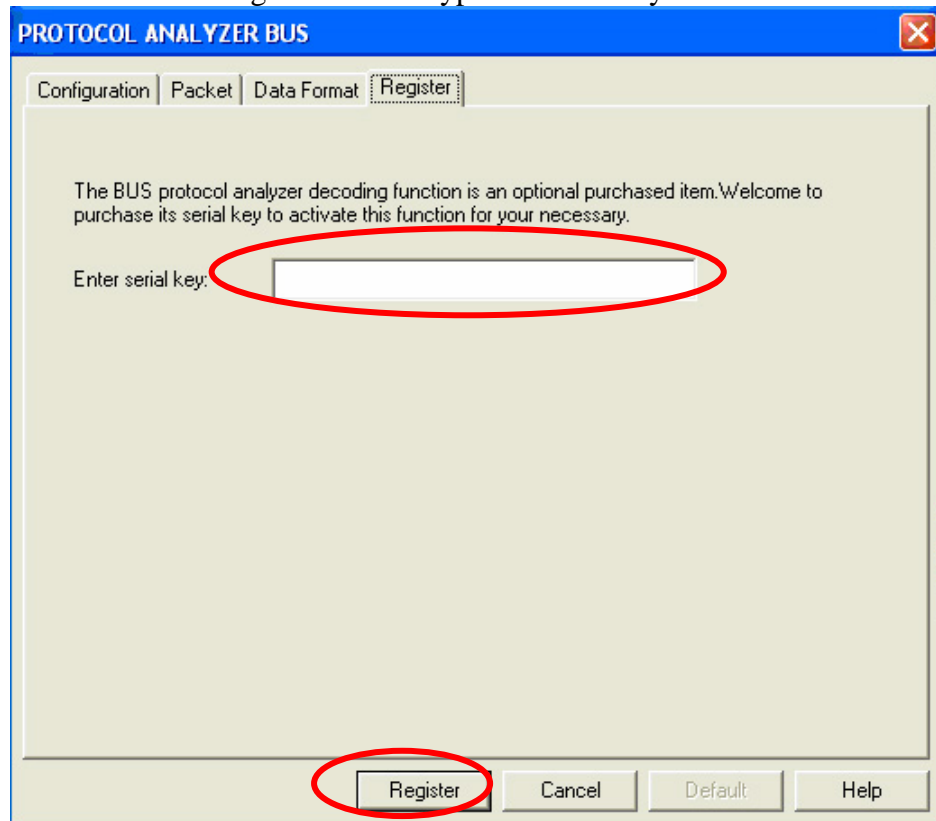 PROTOCOL ANALYZER BUS
Configuration Packet Data Format Register
The BUS protocol analyzer decoding function is an optional purchased item.Welcome to
purchase its serial key to activate this function for your necessary.
Enter serial key:
Register Cancel Default Help